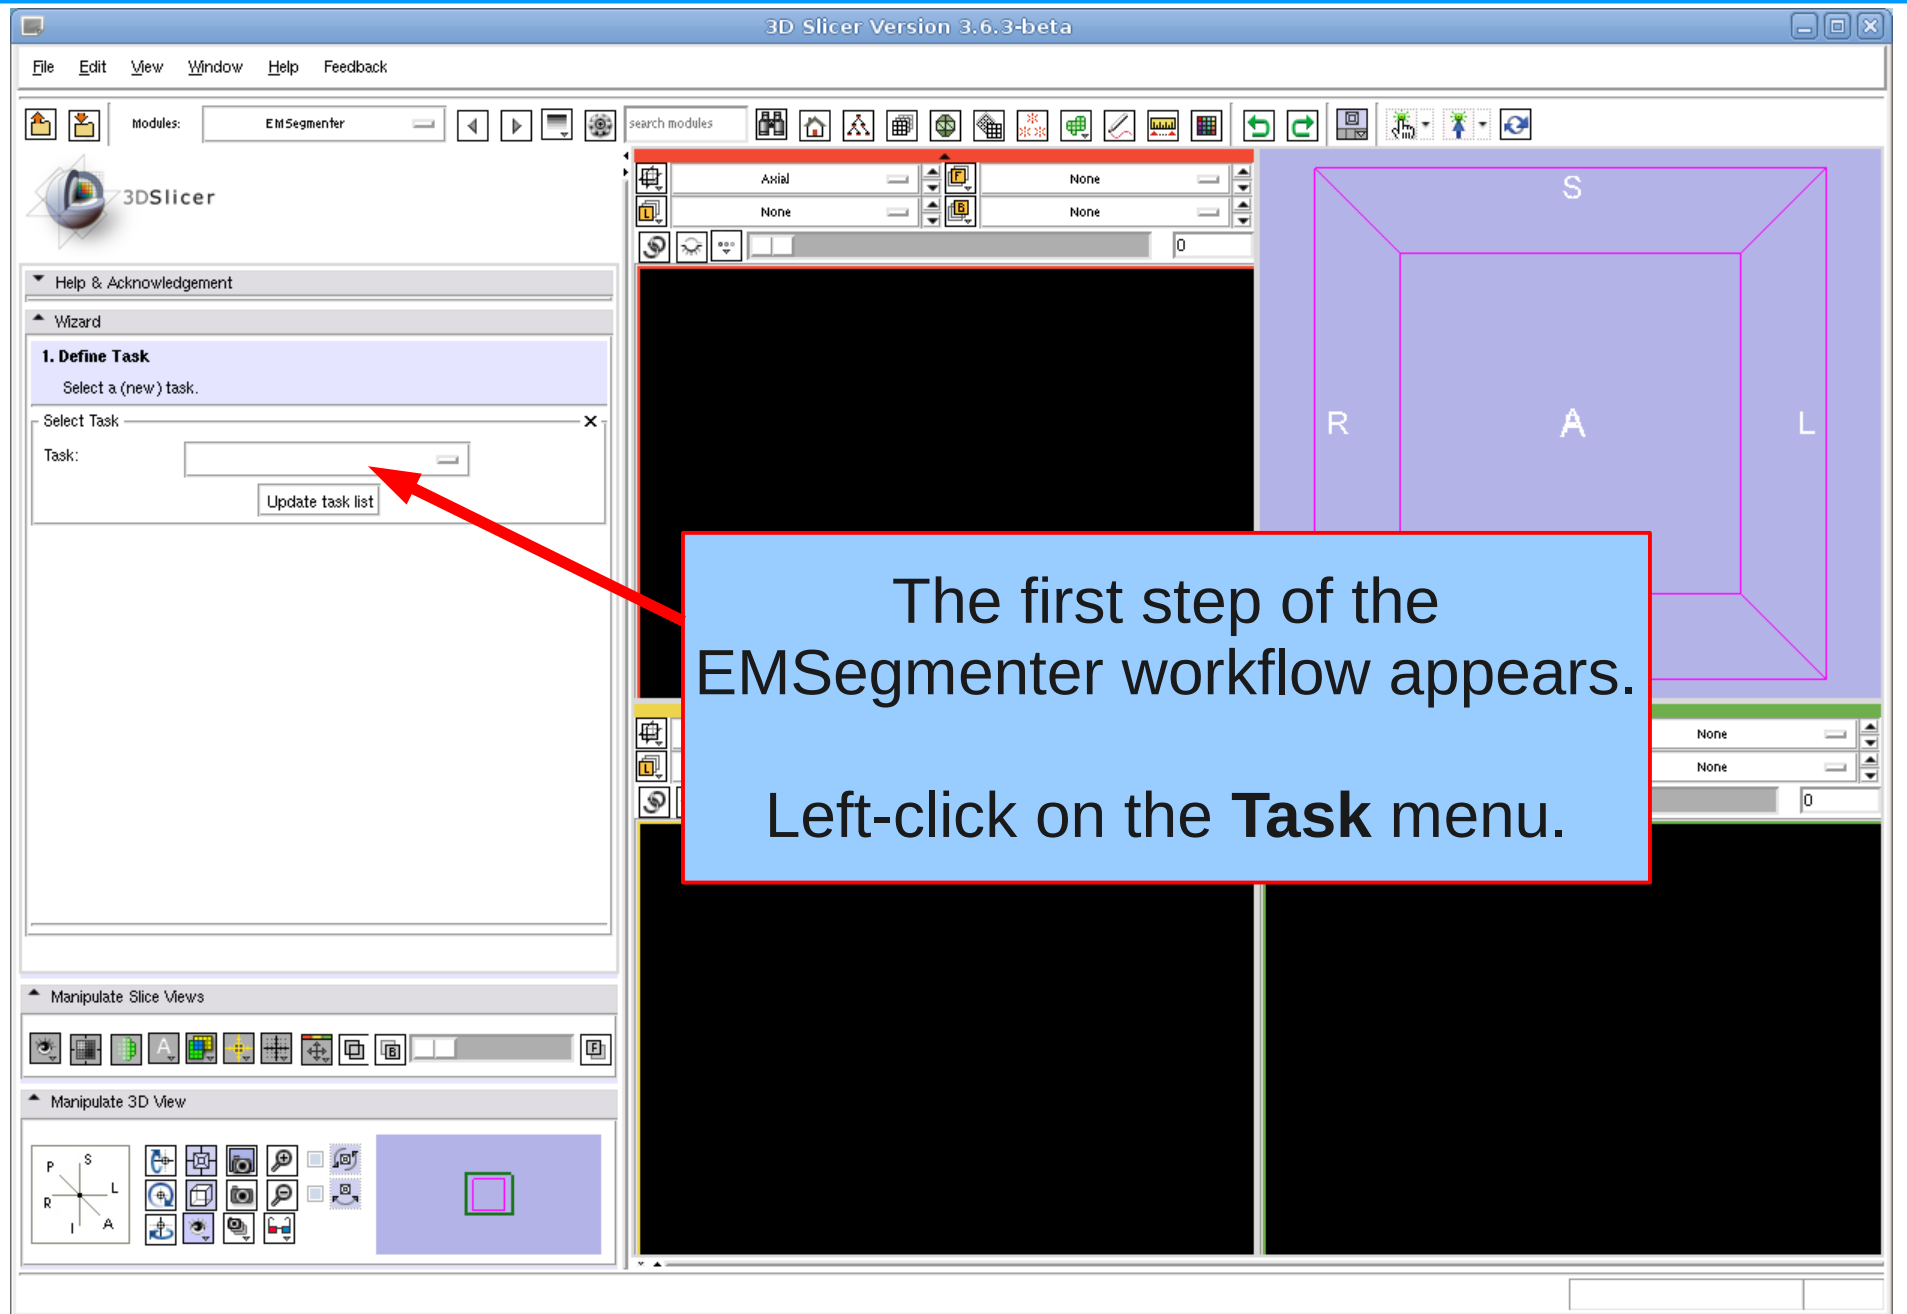 3D Slicer Version 3.6.3-beta
File Edit View Window Help Feedback
Modules: EMSegmenter search modules
3DSlicer
Axial None
L None B None
F
0
Help & Acknowledgement
Wizard
1. Define Task
Select a (new) task.
Select Task
Task:
Update task list
S
R A L
The first step of the
EMSegmenter workflow appears.
Left-click on the Task menu.
None
L None
0
Manipulate Slice Views
A B F
Manipulate 3D View
P S
R L
I A